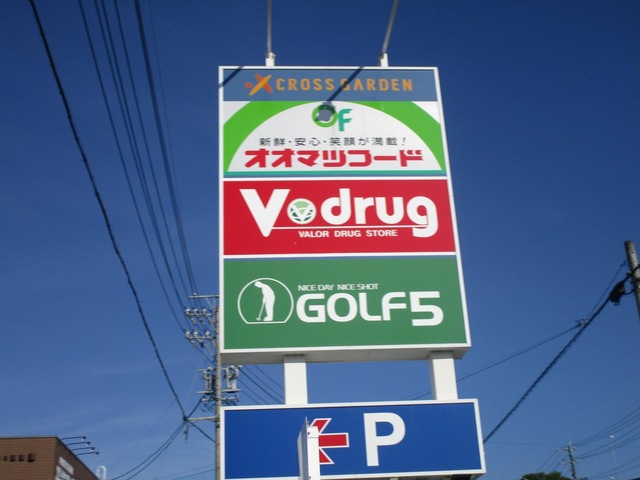 CROSS GARDEN
OF
新鮮・安心・笑顔が満載!
オオマツフード
V drug
VALOR DRUG STORE
NICE DAY NICE SHOT
GOLF5
P